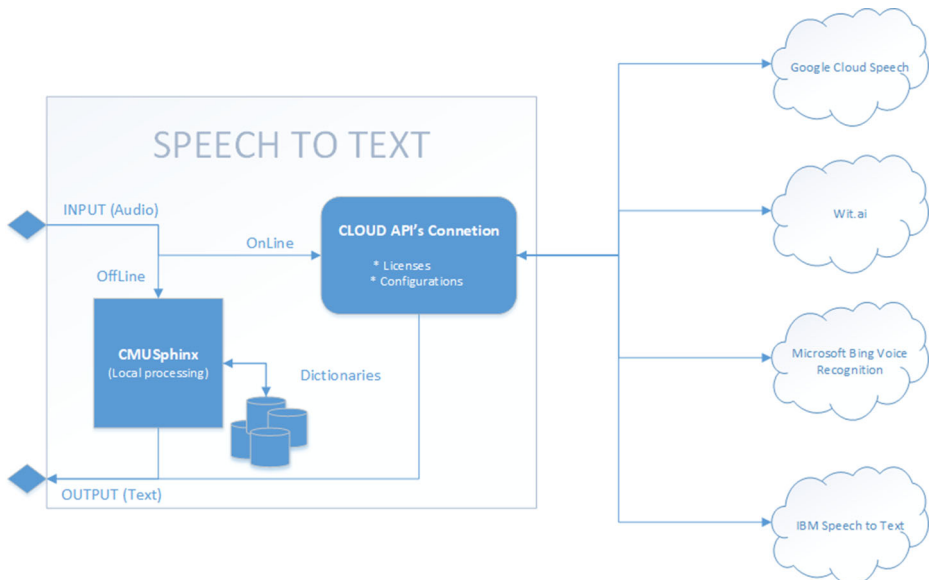 SPEECH TO TEXT
INPUT (Audio)
OnLine
OffLine
CLOUD API's Connetion
* Licenses
* Configurations
CMUSphinx
(Local processing)
Dictionaries
OUTPUT (Text)
Google Cloud Speech
Wit.ai
Microsoft Bing Voice
Recognition
IBM Speech to Text